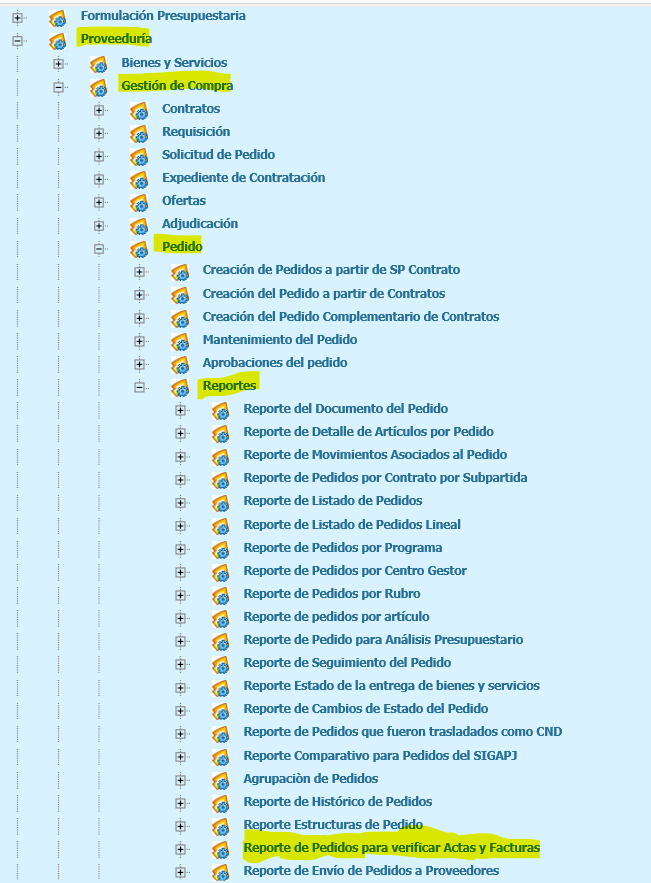 Formulación Presupuestaria
Proveeduría
Bienes y Servicios
Gestión de Compra
Contratos
Requisición
Solicitud de Pedido
Expediente de Contratación
Ofertas
Adjudicación
Pedido
Creación de Pedidos a partir de SP Contrato
Creación del Pedido a partir de Contratos
Creación del Pedido Complementario de Contratos
Mantenimiento del Pedido
Aprobaciones del pedido
Reportes
Reporte del Documento del Pedido
Reporte de Detalle de Artículos por Pedido
Reporte de Movimientos Asociados al Pedido
Reporte de Pedidos por Contrato por Subpartida
Reporte de Listado de Pedidos
Reporte de Listado de Pedidos Lineal
Reporte de Pedidos por Programa
Reporte de Pedidos por Centro Gestor
Reporte de Pedidos por Rubro
Reporte de pedidos por artículo
Reporte de Pedido para Análisis Presupuestario
Reporte de Seguimiento del Pedido
Reporte Estado de la entrega de bienes y servicios
Reporte de Cambios de Estado del Pedido
Reporte de Pedidos que fueron trasladados como CND
Reporte Comparativo para Pedidos del SIGAPJ
Agrupaciòn de Pedidos
Reporte de Histórico de Pedidos
Reporte Estructuras de Pedido
Reporte de Pedidos para verificar Actas y Facturas
Reporte de Envío de Pedidos a Proveedores